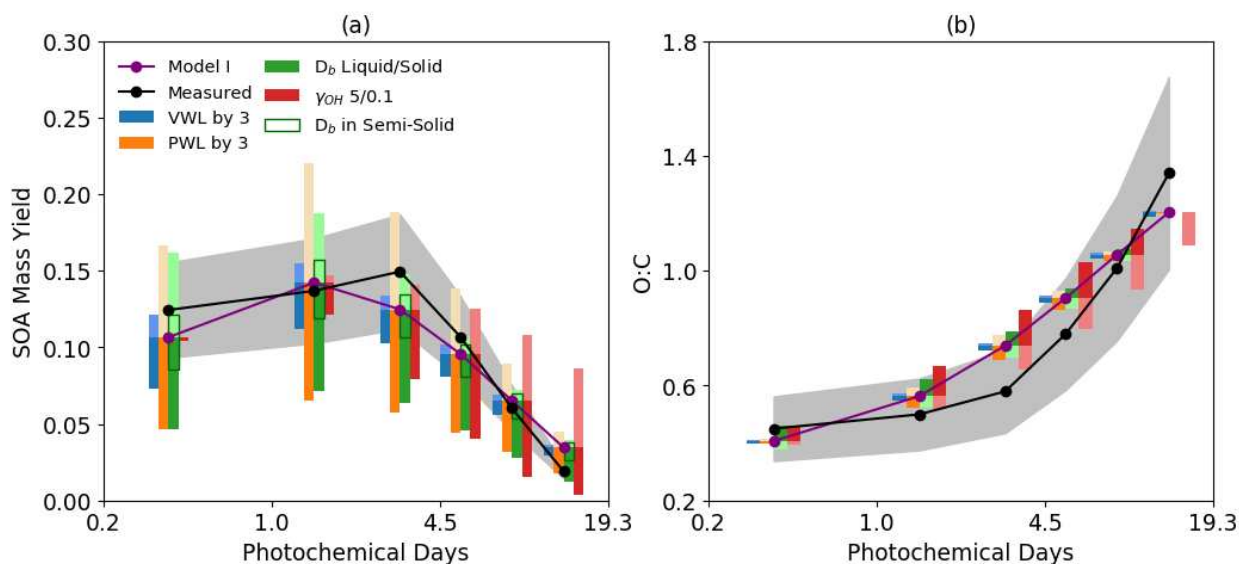 (a)
SOA Mass Yield
0.30
0.25
0.20
0.15
0.10
0.05
0.00
Model I
Measured
VWL by 3
PWL by 3
D_b Liquid/Solid
γ_OH 5/0.1
D_b in Semi-Solid
0.2 1.0 4.5 19.3
Photochemical Days
(b)
O:C
1.8
1.4
1.0
0.6
0.2
0.2 1.0 4.5 19.3
Photochemical Days